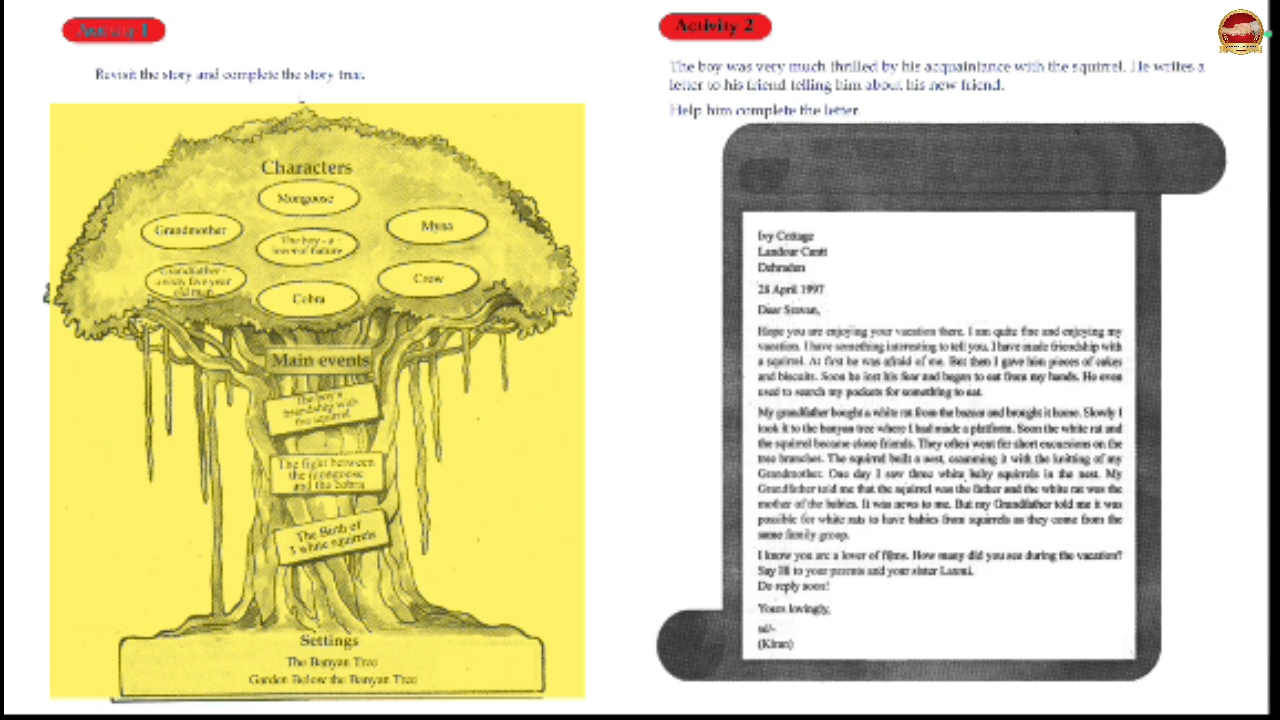 Activity 1
Revisit the story and complete the story tree.
Characters
Mongoose
Grandmother
Myna
The boy - a
lover of nature
Grandfather -
a sixty five year
old man
Crow
Cobra
Main events
The boy's
friendship with
the squirrel
The fight between
the mongoose
and the cobra
The Birth of
3 white squirrels
Settings
The Banyan Tree
Garden Below the Banyan Tree
Activity 2
The boy was very much thrilled by his acquaintance with the squirrel. He writes a
letter to his friend telling him about his new friend.
Help him complete the letter.
Ivy Cottage
Landour Cantt
Dehradun
28 April 1997
Dear Sravan,
Hope you are enjoying your vacation there. I am quite fine and enjoying my
vacation. I have something interesting to tell you. I have made friendship with
a squirrel. At first he was afraid of me. But then I gave him pieces of cakes
and biscuits. Soon he lost his fear and began to eat from my hands. He even
used to search my pockets for something to eat.
My grandfather bought a white rat from the bazaar and brought it home. Slowly I
took it to the banyan tree where I had made a platform. Soon the white rat and
the squirrel became close friends. They often went for short excursions on the
tree branches. The squirrel built a nest, cramming it with the knitting of my
Grandmother. One day I saw three white baby squirrels in the nest. My
Grandfather told me that the squirrel was the father and the white rat was the
mother of the babies. It was news to me. But my Grandfather told me it was
possible for white rats to have babies from squirrels as they come from the
same family group.
I know you are a lover of films. How many did you see during the vacation?
Say Hi to your parents and your sister Laxmi.
Do reply soon!
Yours lovingly,
sd/-
(Kiran)